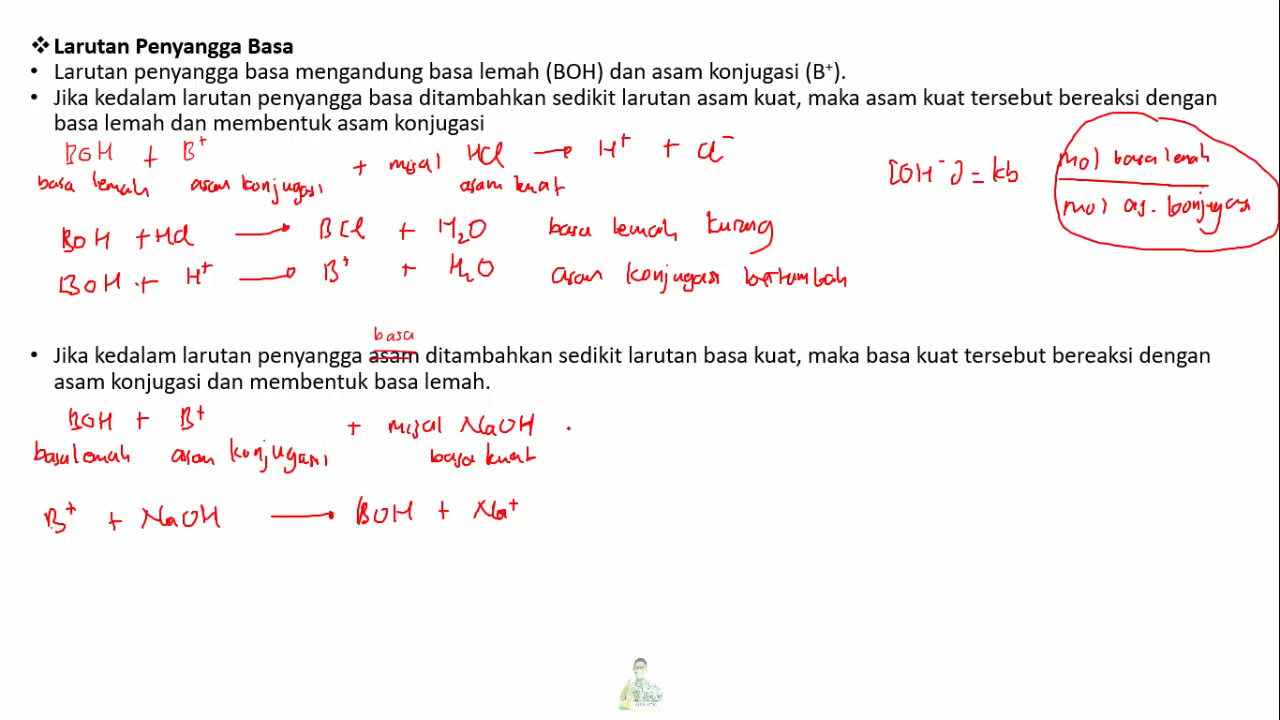 ❖ Larutan Penyangga Basa
• Larutan penyangga basa mengandung basa lemah (BOH) dan asam konjugasi (B⁺).
• Jika kedalam larutan penyangga basa ditambahkan sedikit larutan asam kuat, maka asam kuat tersebut bereaksi dengan
basa lemah dan membentuk asam konjugasi
BOH + B⁺ + misal HCl → H⁺ + Cl⁻
basa lemah asam konjugasi asam kuat
[OH⁻] = kb mol basa lemah
mol as. konjugasi
BOH + HCl → BCl + H₂O basa lemah kurang
BOH + H⁺ → B⁺ + H₂O asam konjugasi bertambah
basa
• Jika kedalam larutan penyangga asam ditambahkan sedikit larutan basa kuat, maka basa kuat tersebut bereaksi dengan
asam konjugasi dan membentuk basa lemah.
BOH + B⁺ + misal NaOH
basa lemah asam konjugasi basa kuat
B⁺ + NaOH → BOH + Na⁺